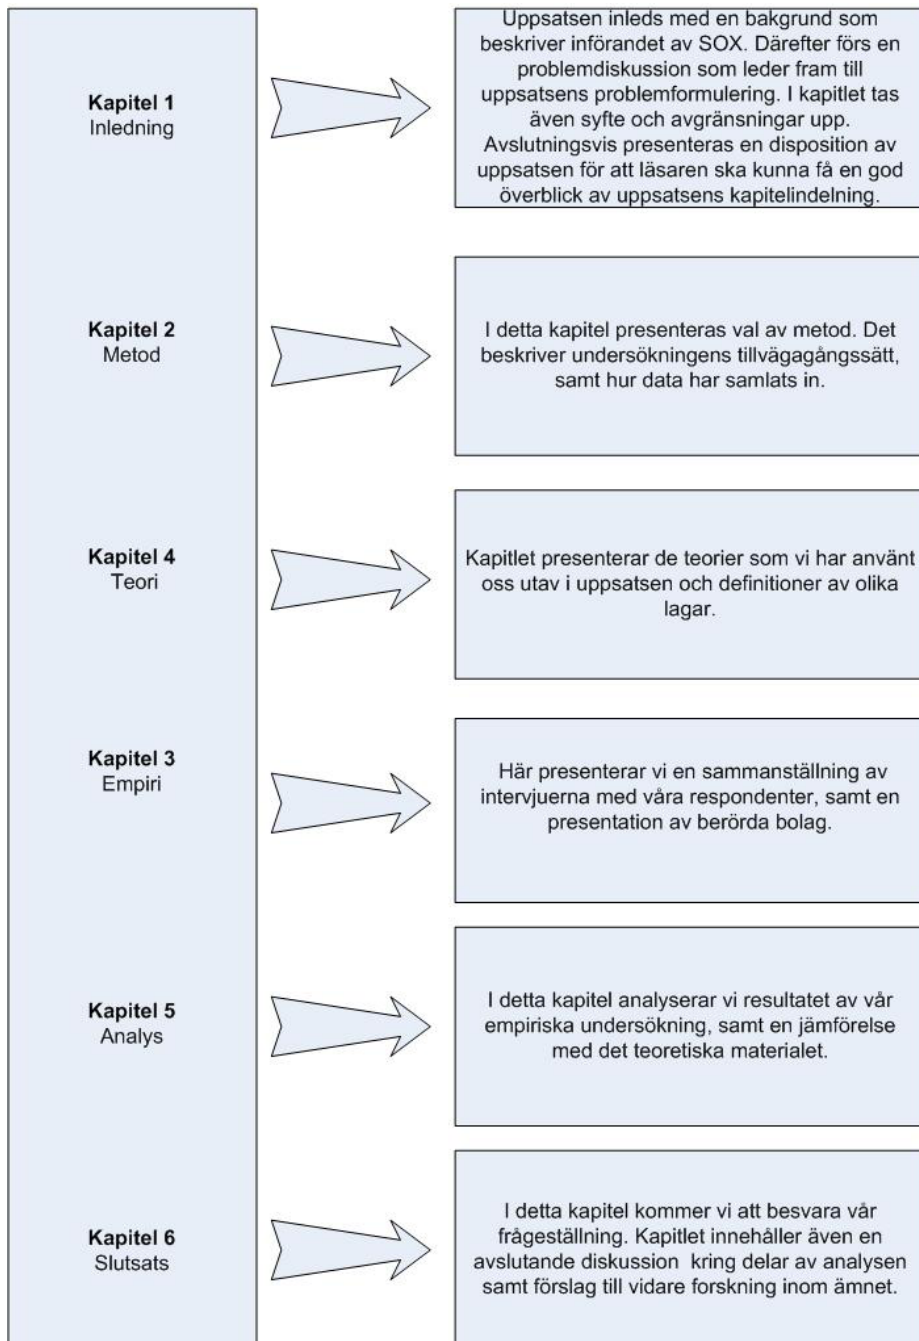 Kapitel 1
Inledning
Uppsatsen inleds med en bakgrund som
beskriver införandet av SOX. Därefter förs en
problemdiskussion som leder fram till
uppsatsens problemformulering. I kapitlet tas
även syfte och avgränsningar upp.
Avslutningsvis presenteras en disposition av
uppsatsen för att läsaren ska kunna få en god
överblick av uppsatsens kapitelindelning.
Kapitel 2
Metod
I detta kapitel presenteras val av metod. Det
beskriver undersökningens tillvägagångssätt,
samt hur data har samlats in.
Kapitel 4
Teori
Kapitlet presenterar de teorier som vi har använt
oss utav i uppsatsen och definitioner av olika
lagar.
Kapitel 3
Empiri
Här presenterar vi en sammanställning av
intervjuerna med våra respondenter, samt en
presentation av berörda bolag.
Kapitel 5
Analys
I detta kapitel analyserar vi resultatet av vår
empiriska undersökning, samt en jämförelse
med det teoretiska materialet.
Kapitel 6
Slutsats
I detta kapitel kommer vi att besvara vår
frågeställning. Kapitlet innehåller även en
avslutande diskussion kring delar av analysen
samt förslag till vidare forskning inom ämnet.